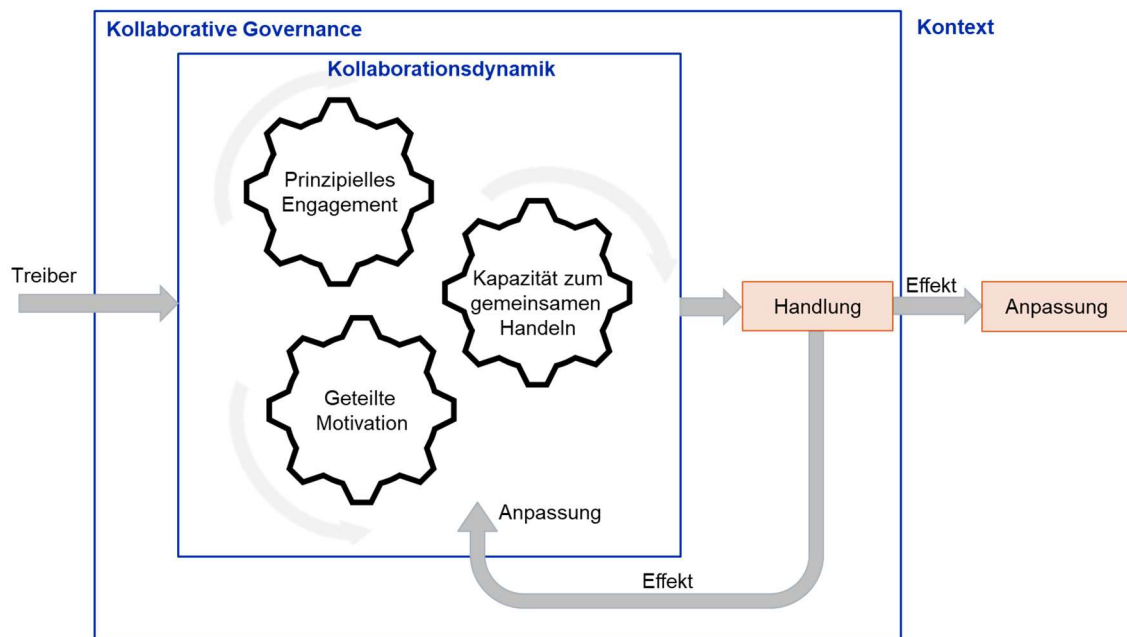 Kollaborative Governance
Kontext
Kollaborationsdynamik
Prinzipielles
Engagement
Kapazität zum
gemeinsamen
Handeln
Geteilte
Motivation
Treiber
Handlung
Effekt
Anpassung
Anpassung
Effekt